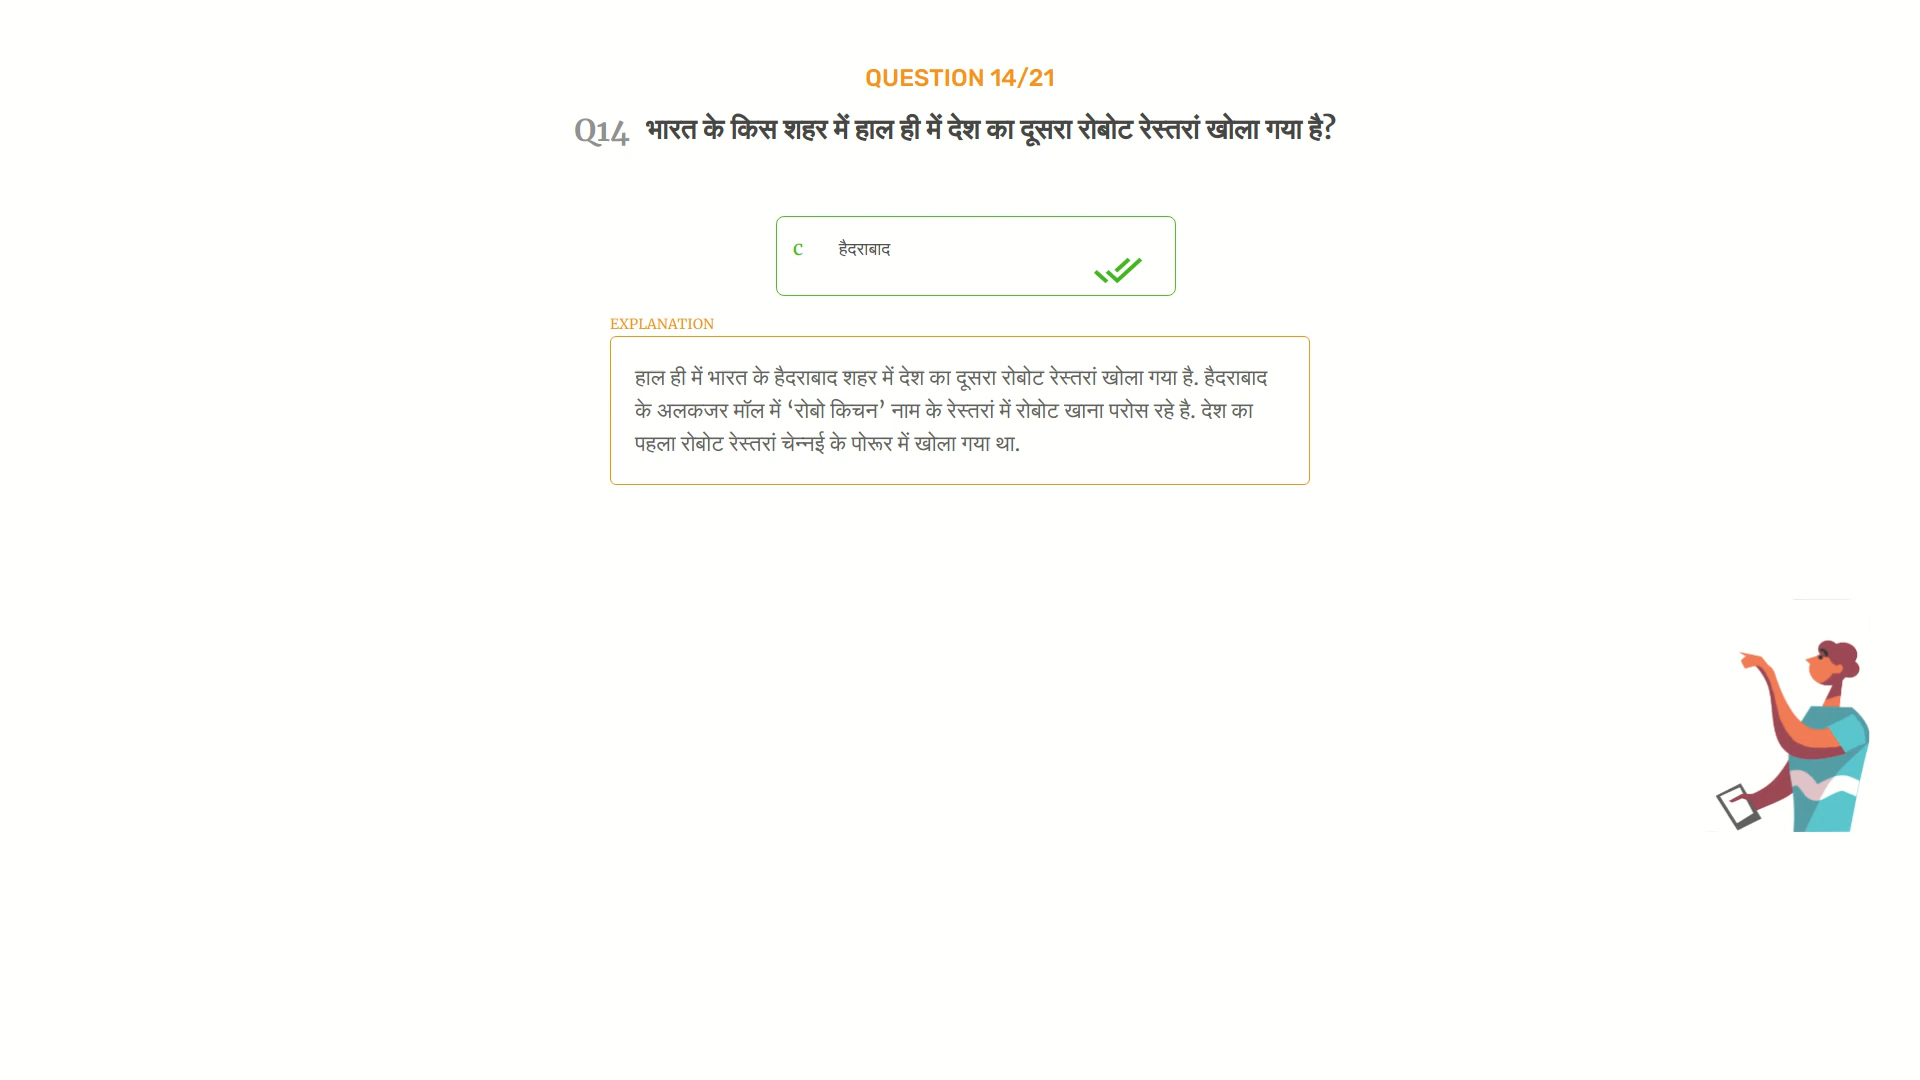 QUESTION 14/21
Q14 भारत के किस शहर में हाल ही में देश का दूसरा रोबोट रेस्तरां खोला गया है?
c हैदराबाद
EXPLANATION
हाल ही में भारत के हैदराबाद शहर में देश का दूसरा रोबोट रेस्तरां खोला गया है. हैदराबाद
के अलकजर मॉल में ‘रोबो किचन’ नाम के रेस्तरां में रोबोट खाना परोस रहे है. देश का
पहला रोबोट रेस्तरां चेन्नई के पोरूर में खोला गया था.